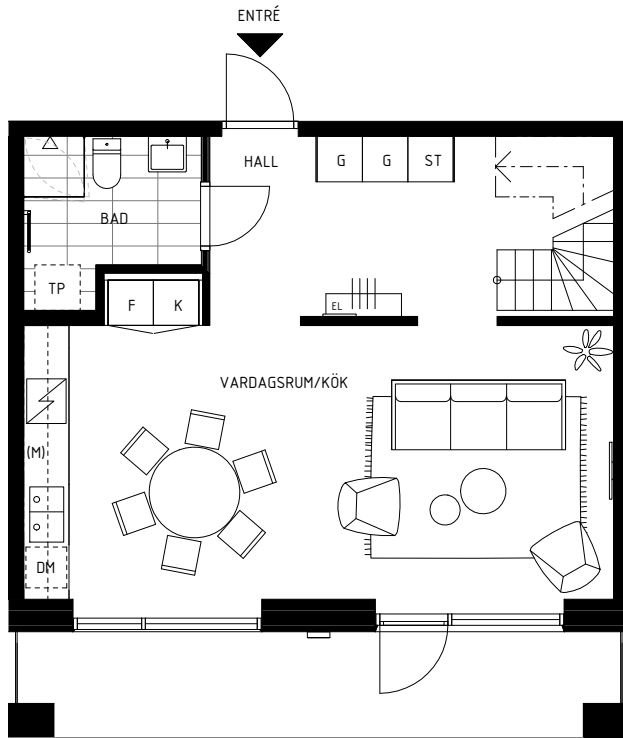 ENTRÉ
HALL
G G ST
BAD
TP
F K
EL
VARDAGSRUM/KÖK
(M)
DM